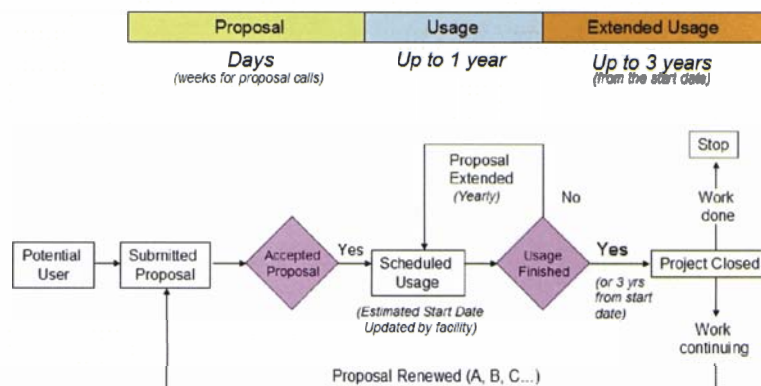 Proposal Usage Extended Usage
Days Up to 1 year Up to 3 years
(weeks for proposal calls) (from the start date)
Stop
Proposal
Extended
(Yearly)
No
Work
done
Potential
User
Submitted
Proposal
Accepted
Proposal
Yes
Scheduled
Usage
Usage
Finished
Yes
Project Closed
(Estimated Start Date
Updated by facility)
(or 3 yrs
from start
date)
Work
continuing
Proposal Renewed (A, B, C...)